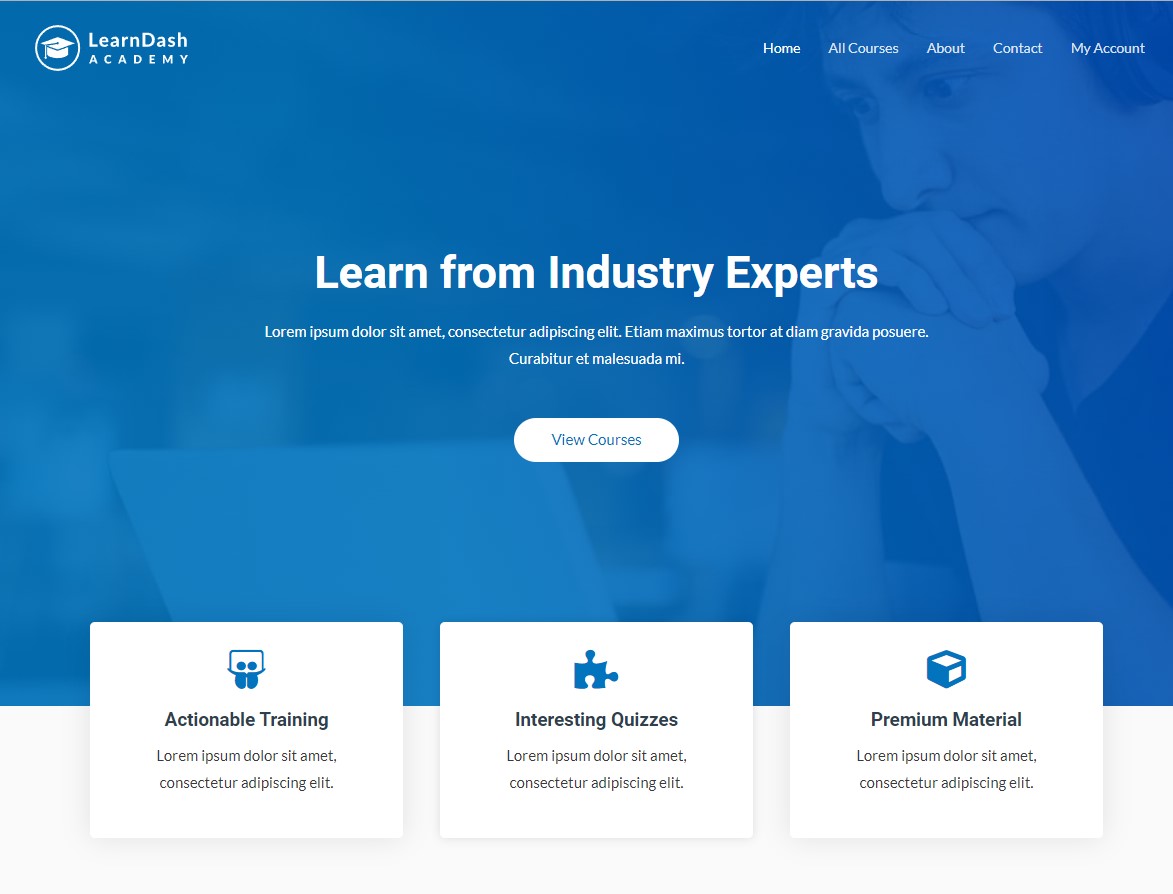 LearnDash
ACADEMY
Home
All Courses
About
Contact
My Account
Learn from Industry Experts
Lorem ipsum dolor sit amet, consectetur adipiscing elit. Etiam maximus tortor at diam gravida posuere.
Curabitur et malesuada mi.
View Courses
Actionable Training
Lorem ipsum dolor sit amet,
consectetur adipiscing elit.
Interesting Quizzes
Lorem ipsum dolor sit amet,
consectetur adipiscing elit.
Premium Material
Lorem ipsum dolor sit amet,
consectetur adipiscing elit.